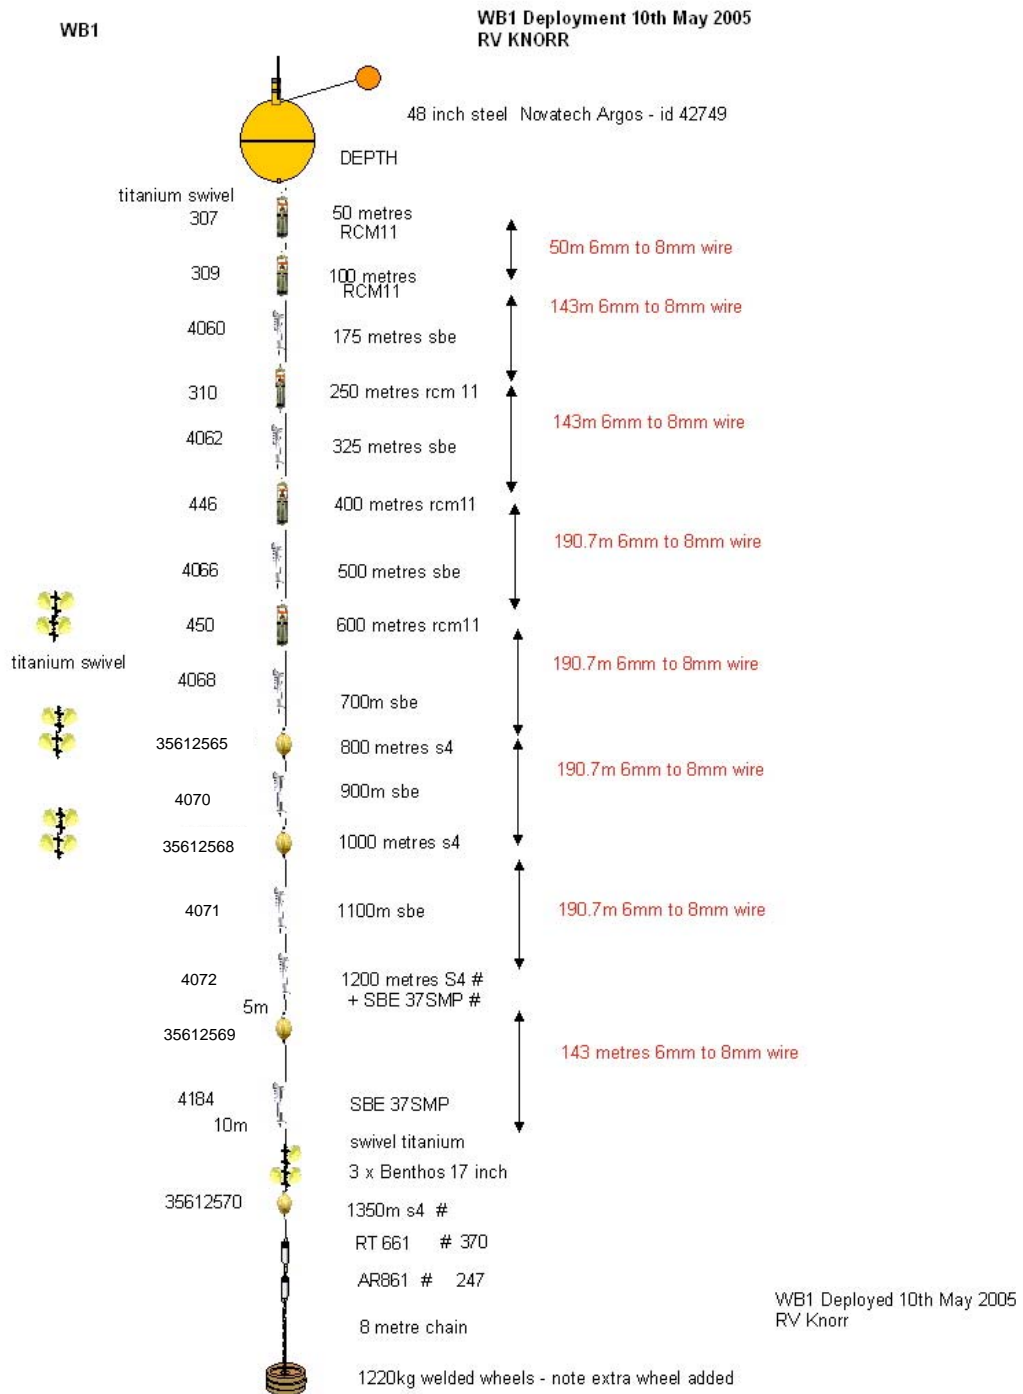 WB1
WB1 Deployment 10th May 2005
RV KNORR
48 inch steel Novatech Argos - id 42749
DEPTH
titanium swivel
307
50 metres
RCM11
50m 6mm to 8mm wire
309
100 metres
RCM11
143m 6mm to 8mm wire
4060
175 metres sbe
310
250 metres rcm 11
143m 6mm to 8mm wire
4062
325 metres sbe
446
400 metres rcm11
190.7m 6mm to 8mm wire
4066
500 metres sbe
450
600 metres rcm11
titanium swivel
190.7m 6mm to 8mm wire
4068
700m sbe
35612565
800 metres s4
190.7m 6mm to 8mm wire
4070
900m sbe
35612568
1000 metres s4
4071
1100m sbe
190.7m 6mm to 8mm wire
4072
1200 metres S4 #
+ SBE 37SMP #
5m
35612569
143 metres 6mm to 8mm wire
4184
SBE 37SMP
10m
swivel titanium
3 x Benthos 17 inch
35612570
1350m s4 #
RT 661 # 370
AR861 # 247
WB1 Deployed 10th May 2005
RV Knorr
8 metre chain
1220kg welded wheels - note extra wheel added